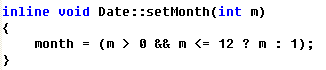 inline void Date::setMonth(int m)
{
    month = (m > 0 && m <= 12 ? m : 1);
}